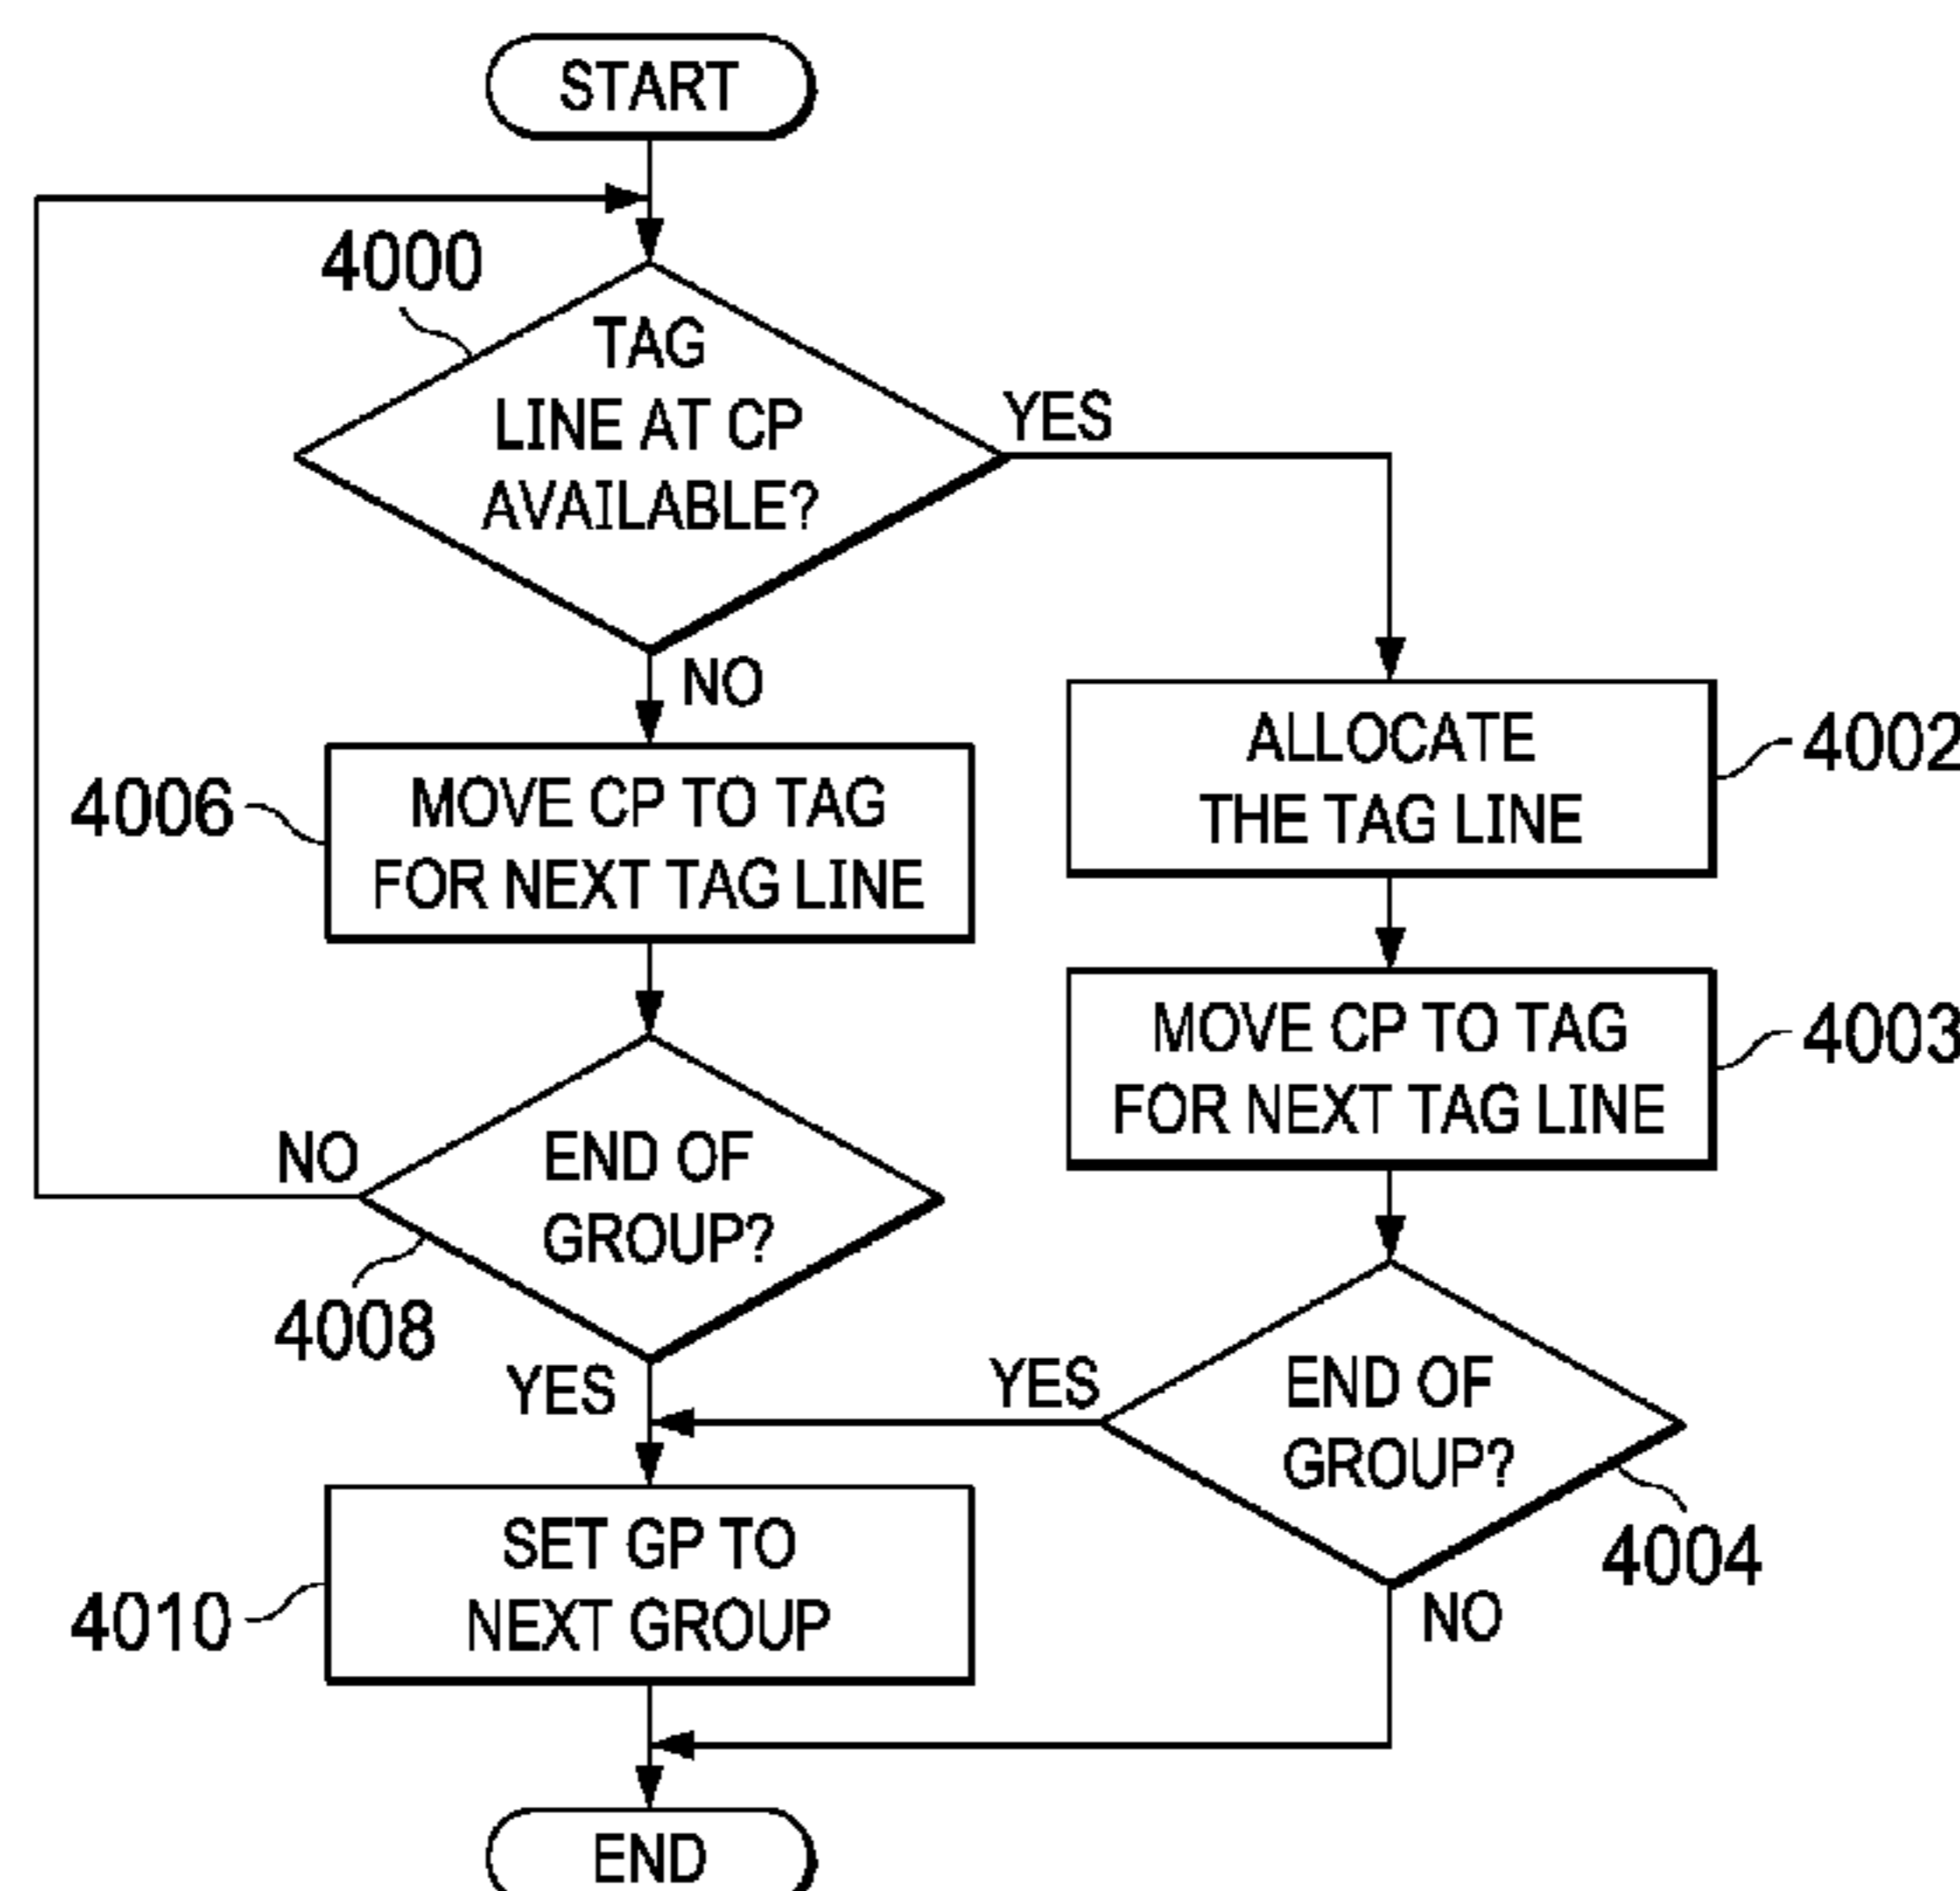 START
4000
TAG
LINE AT CP
AVAILABLE?
YES
NO
4006
MOVE CP TO TAG
FOR NEXT TAG LINE
ALLOCATE
THE TAG LINE
4002
MOVE CP TO TAG
FOR NEXT TAG LINE
4003
NO
END OF
GROUP?
4008
YES
YES
END OF
GROUP?
4004
NO
SET GP TO
NEXT GROUP
4010
END